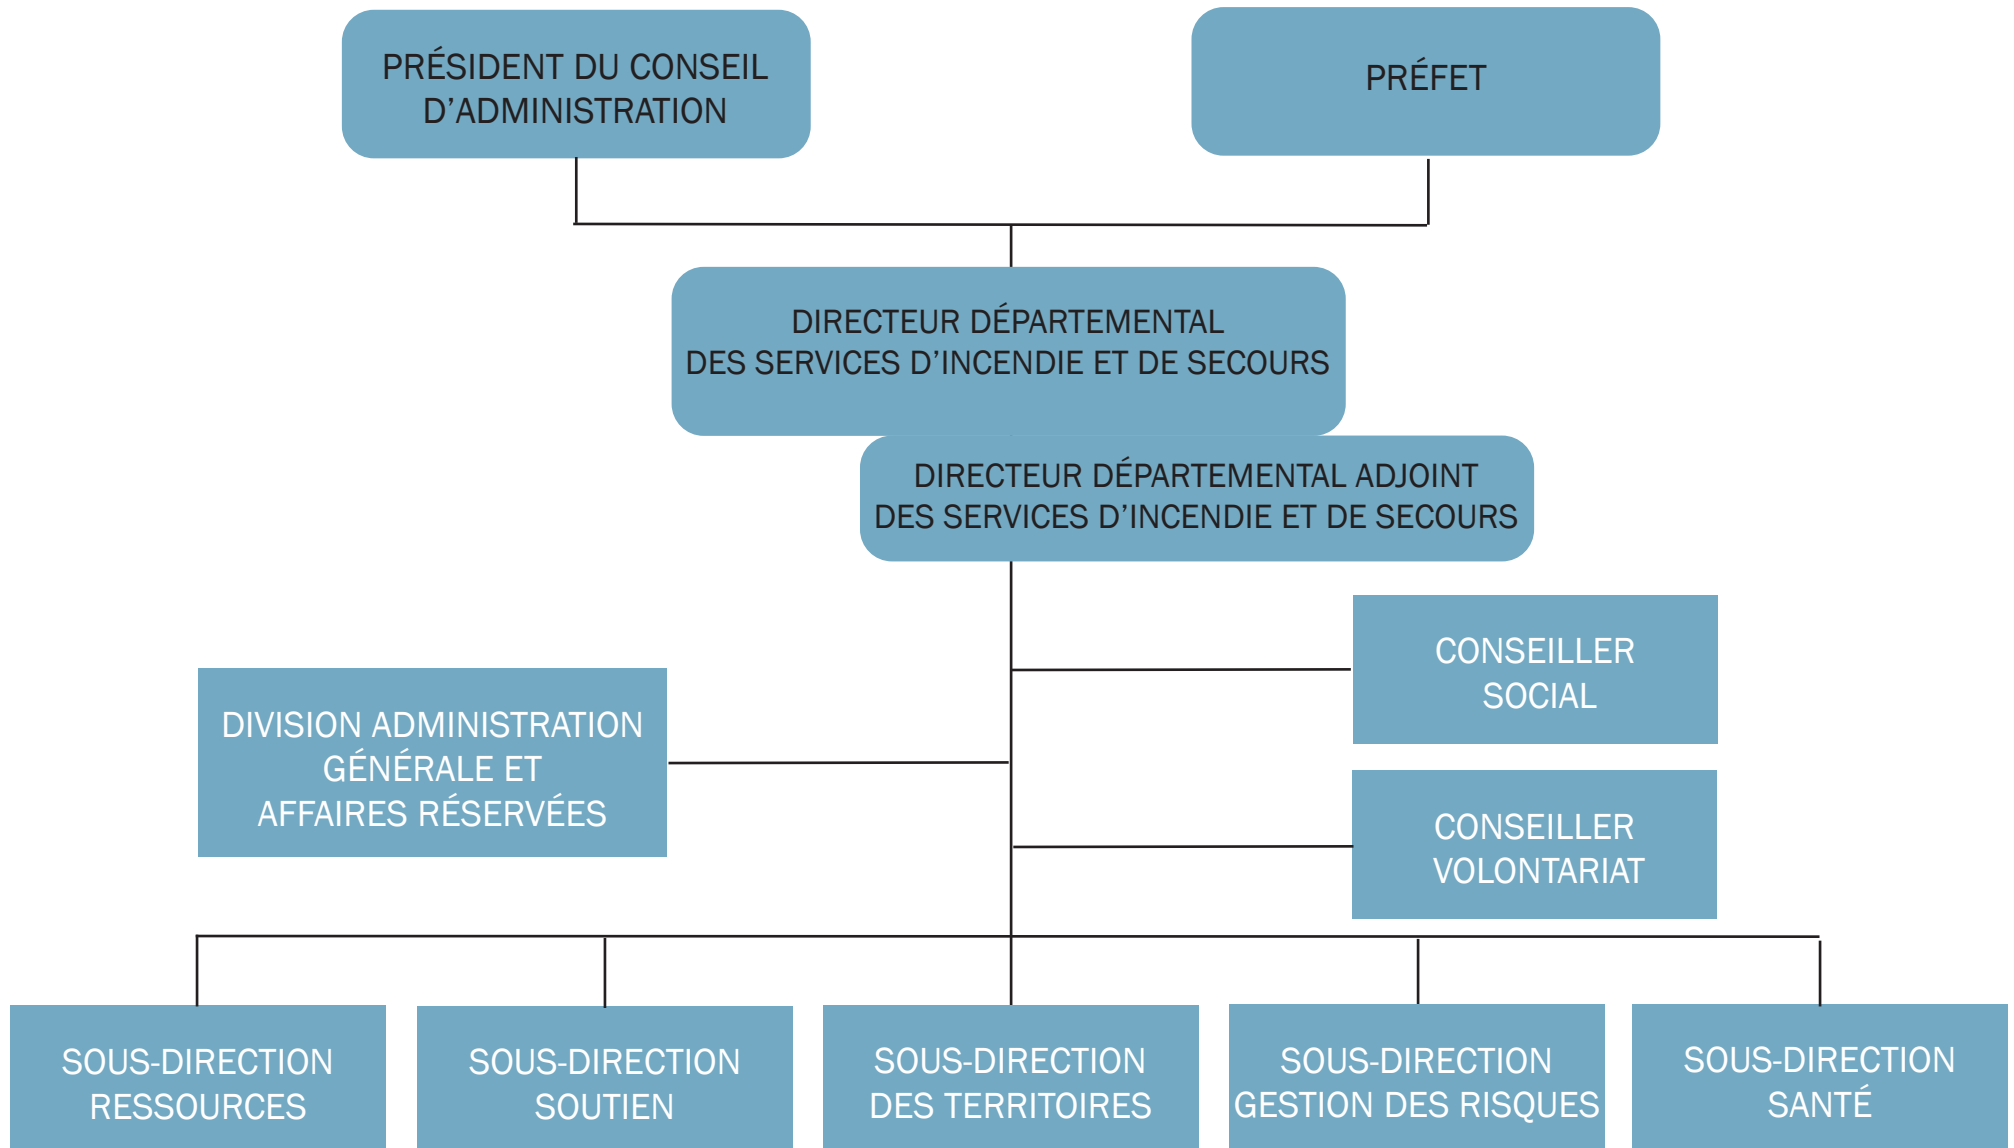 PRÉSIDENT DU CONSEIL
D’ADMINISTRATION
PRÉFET
DIRECTEUR DÉPARTEMENTAL
DES SERVICES D’INCENDIE ET DE SECOURS
DIRECTEUR DÉPARTEMENTAL ADJOINT
DES SERVICES D’INCENDIE ET DE SECOURS
CONSEILLER
SOCIAL
DIVISION ADMINISTRATION
GÉNÉRALE ET
AFFAIRES RÉSERVÉES
CONSEILLER
VOLONTARIAT
SOUS-DIRECTION
RESSOURCES
SOUS-DIRECTION
SOUTIEN
SOUS-DIRECTION
DES TERRITOIRES
SOUS-DIRECTION
GESTION DES RISQUES
SOUS-DIRECTION
SANTÉ